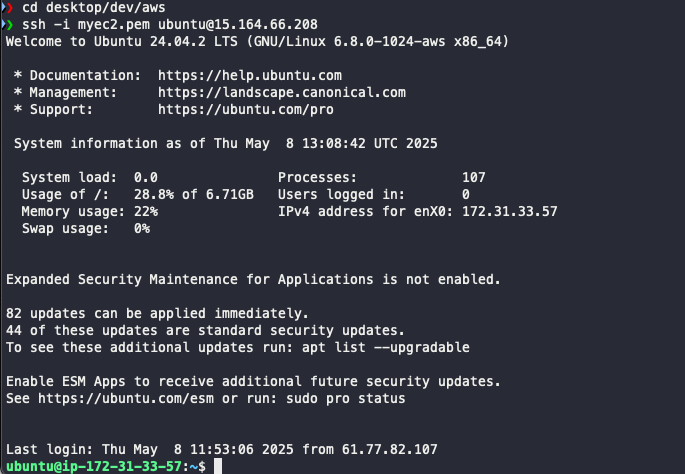 ❯ cd desktop/dev/aws
❯ ssh -i myec2.pem ubuntu@15.164.66.208
Welcome to Ubuntu 24.04.2 LTS (GNU/Linux 6.8.0-1024-aws x86_64)

 * Documentation:  https://help.ubuntu.com
 * Management:     https://landscape.canonical.com
 * Support:        https://ubuntu.com/pro

 System information as of Thu May  8 13:08:42 UTC 2025

  System load:  0.0               Processes:             107
  Usage of /:   28.8% of 6.71GB   Users logged in:       0
  Memory usage: 22%               IPv4 address for enX0: 172.31.33.57
  Swap usage:   0%

Expanded Security Maintenance for Applications is not enabled.

82 updates can be applied immediately.
44 of these updates are standard security updates.
To see these additional updates run: apt list --upgradable

Enable ESM Apps to receive additional future security updates.
See https://ubuntu.com/esm or run: sudo pro status

Last login: Thu May  8 11:53:06 2025 from 61.77.82.107
ubuntu@ip-172-31-33-57:~$